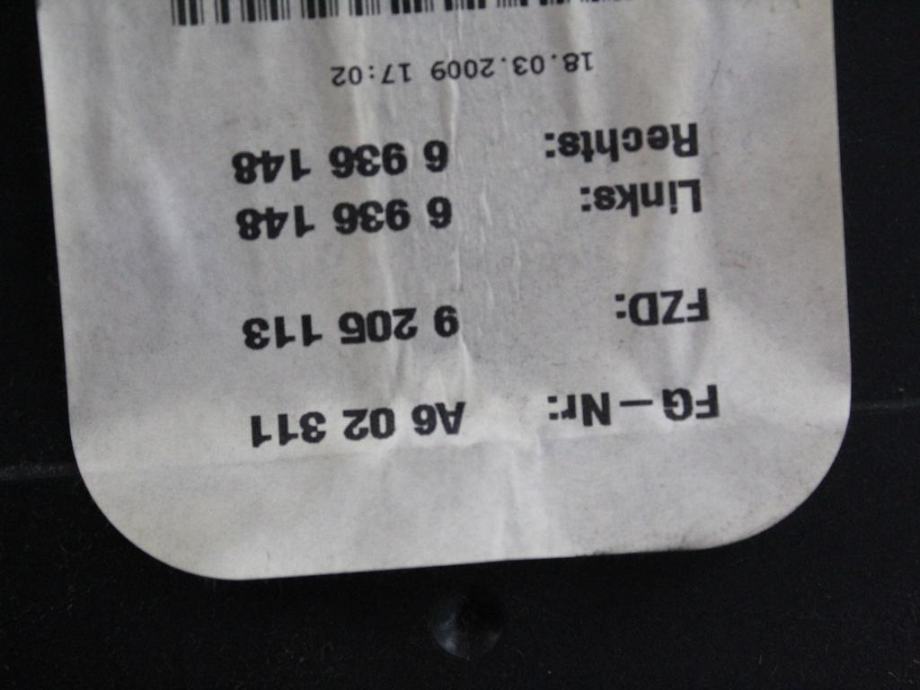 FG-Nr: A6 02 311
FZD: 9 205 113
Links: 6 936 148
Rechts: 6 936 148
18.03.2009 17:02